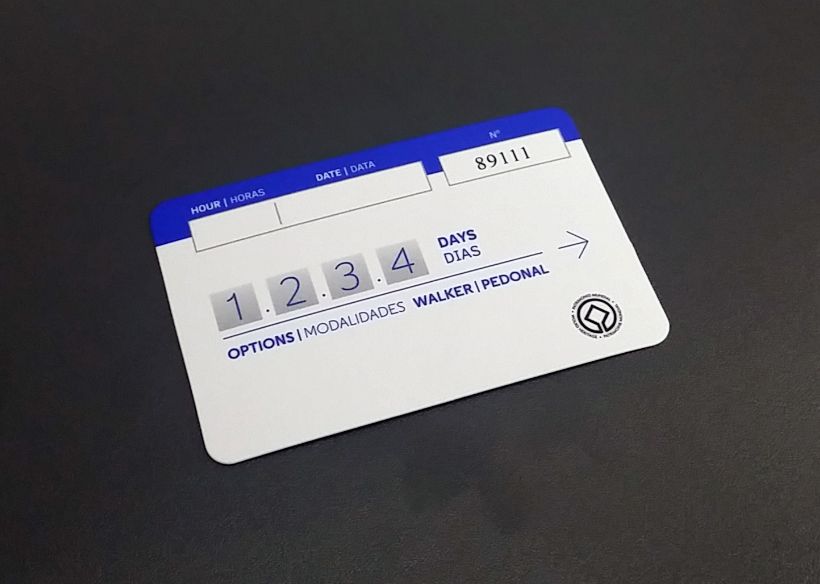 HOUR | HORAS
DATE | DATA
Nº
89111
1.2.3.4
DAYS
DIAS
OPTIONS | MODALIDADES WALKER | PEDONAL